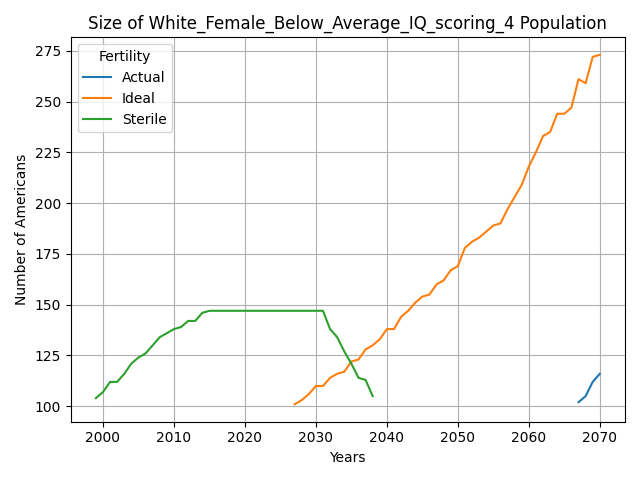 Size of White_Female_Below_Average_IQ_scoring_4 Population
Fertility
Actual
Ideal
Sterile
Number of Americans
275
250
225
200
175
150
125
100
2000 2010 2020 2030 2040 2050 2060 2070
Years